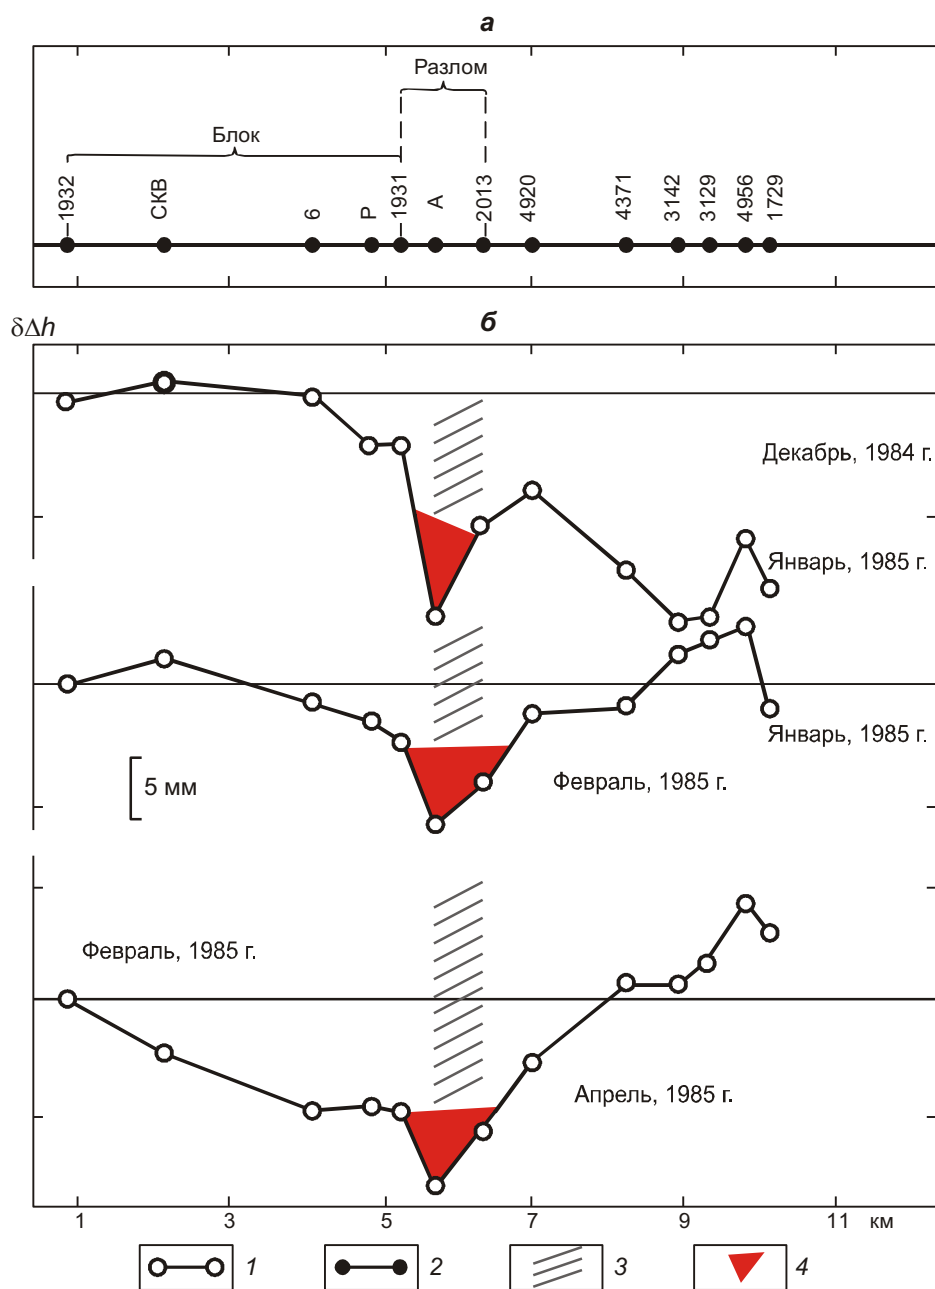 а
Разлом
Блок
1932
СКВ
6
Р
1931
А
2013
4920
4371
3142
3129
4956
1729
δΔh
б
Декабрь, 1984 г.
Январь, 1985 г.
Январь, 1985 г.
5 мм
Февраль, 1985 г.
Февраль, 1985 г.
Апрель, 1985 г.
1 3 5 7 9 11 км
1 2 3 4